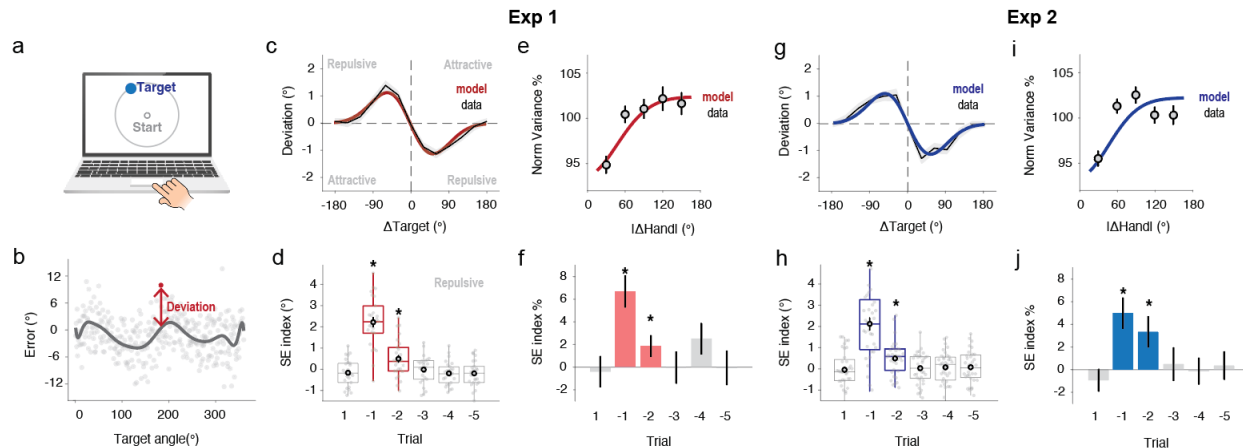 Exp 1
Exp 2
a
Target
Start
b
Error (°)
12
6
0
-6
-12
Deviation
0 100 200 300
Target angle(°)
c
Deviation (°)
2
1
0
-1
-2
Repulsive
Attractive
model
data
Attractive
Repulsive
-180 -90 0 90 180
ΔTarget (°)
d
SE index (°)
4
3
2
1
0
-1
*
*
Repulsive
1 -1 -2 -3 -4 -5
Trial
e
Norm Variance %
105
100
95
model
data
0 60 120 180
|ΔHandl (°)
f
SE index %
8
6
4
2
0
-2
*
*
1 -1 -2 -3 -4 -5
Trial
g
Deviation (°)
2
1
0
-1
-2
model
data
-180 -90 0 90 180
ΔTarget (°)
h
SE index (°)
4
3
2
1
0
-1
*
*
1 -1 -2 -3 -4 -5
Trial
i
Norm Variance %
105
100
95
model
data
0 60 120 180
|ΔHandl (°)
j
SE index %
8
6
4
2
0
-2
*
*
1 -1 -2 -3 -4 -5
Trial